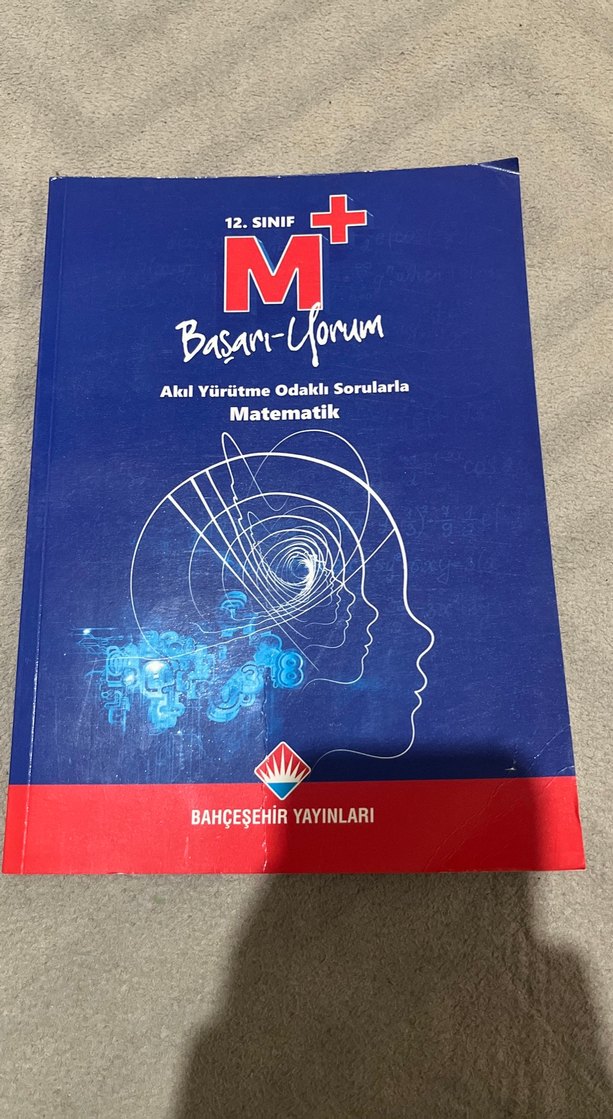 12. SINIF
M+
Başarı-Yorum
Akıl Yürütme Odaklı Sorularla
Matematik
BAHÇEŞEHİR YAYINLARI